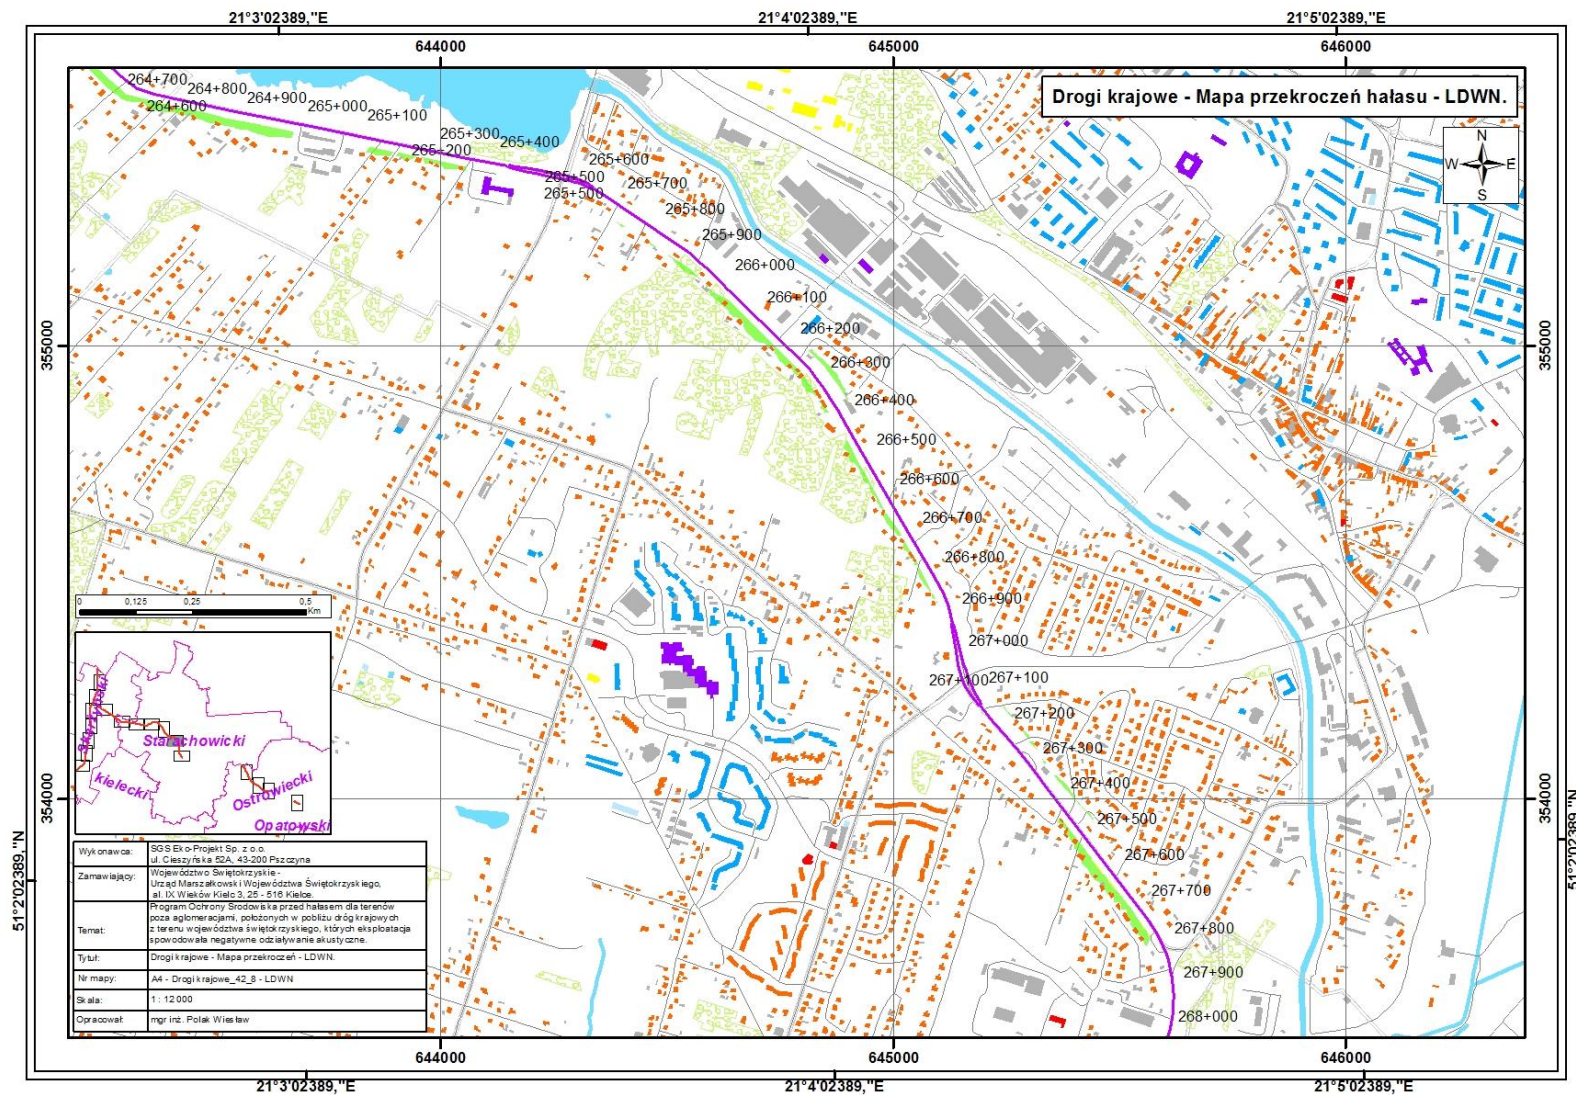 21°3'02389,"E
21°4'02389,"E
21°5'02389,"E
644000
645000
646000
Drogi krajowe - Mapa przekroczeń hałasu - LDWN.
N
W
E
S
264+700
264+800
264+600
264+900
265+000
265+100
265+300
265+200
265+400
265+600
265+500
265+500
265+700
265+800
265+900
266+000
266+100
266+200
266+300
266+400
266+500
266+600
266+700
266+800
266+900
267+000
267+100
267+100
267+200
267+300
267+400
267+500
267+600
267+700
267+800
267+900
268+000
355000
355000
354000
354000
51°2'02389,"N
51°2'02389,"N
0
0,125
0,25
0,5
Km
Skarżyski
Starachowicki
kielecki
Ostrowiecki
Opatowski
Wykonawca: SGS Eko-Projekt Sp. z o.o.
ul. Cieszyńska 52A, 43-200 Pszczyna
Zamawiający: Województwo Świętokrzyskie -
Urząd Marszałkowski Województwa Świętokrzyskiego,
al. IX Wieków Kielc 3, 25 - 516 Kielce.
Temat: Program Ochrony Środowiska przed hałasem dla terenów
poza aglomeracjami, położonych w pobliżu dróg krajowych
z terenu województwa świętokrzyskiego, których eksploatacja
spowodowała negatywne oddziaływanie akustyczne.
Tytuł: Drogi krajowe - Mapa przekroczeń - LDWN.
Nr mapy: A4 - Drogi krajowe_42_8 - LDWN
Skala: 1 : 12 000
Opracował: mgr inż. Polak Wiesław
644000
645000
646000
21°3'02389,"E
21°4'02389,"E
21°5'02389,"E